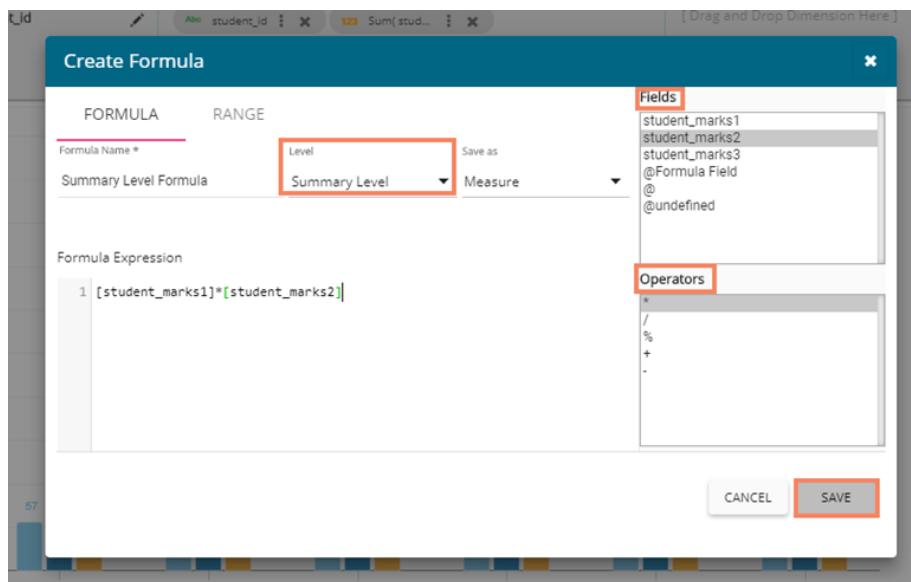 t_id
Abc student_id
123 Sum( stud...
[ Drag and Drop Dimension Here ]
Create Formula
FORMULA RANGE
Formula Name *
Summary Level Formula
Level
Summary Level
Save as
Measure
Formula Expression
1 [student_marks1]*[student_marks2]
Fields
student_marks1
student_marks2
student_marks3
@Formula Field
@
@undefined
Operators
*
/
%
+
-
CANCEL SAVE
57